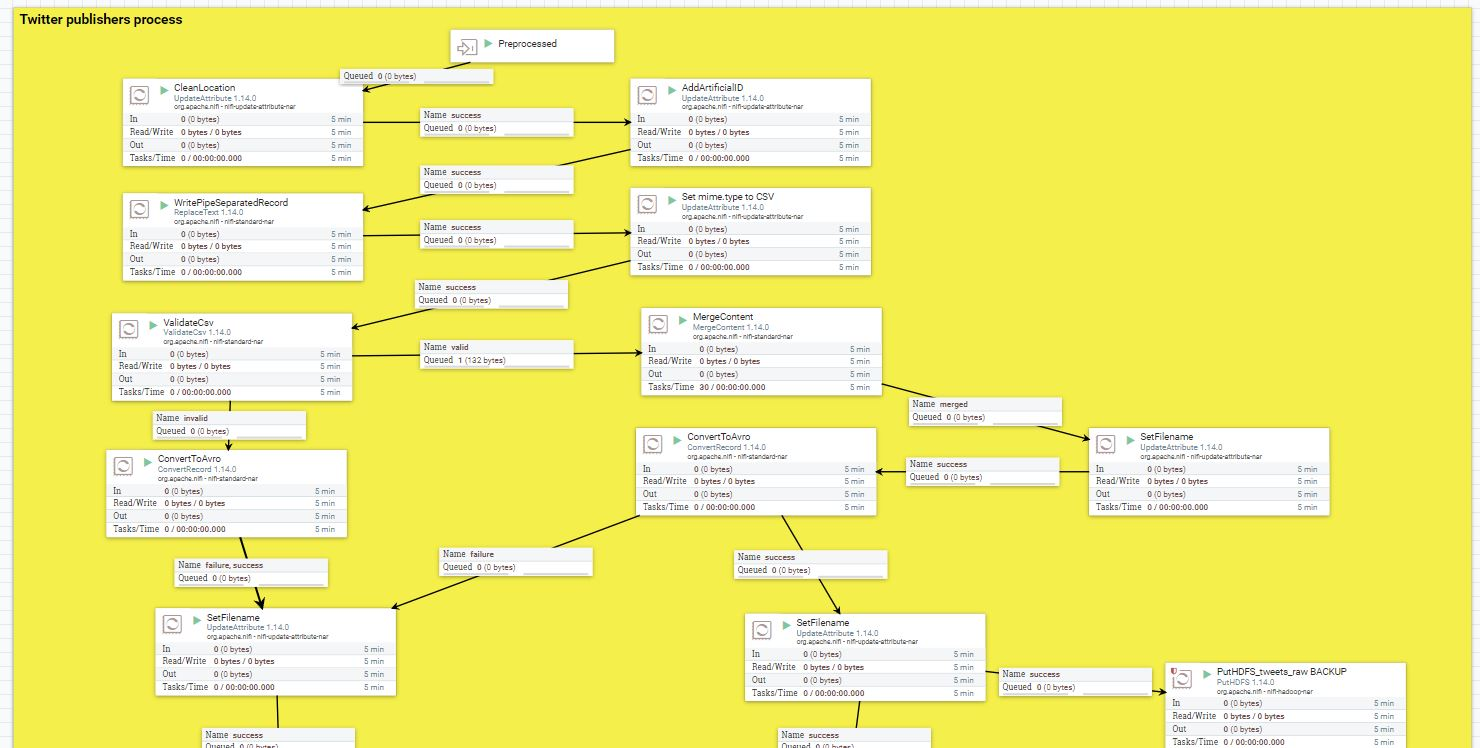 Twitter publishers process
Preprocessed
Queued 0 (0 bytes)
CleanLocation
UpdateAttribute 1.14.0
org.apache.nifi - nifi-update-attribute-nar
In 0 (0 bytes) 5 min
Read/Write 0 bytes / 0 bytes 5 min
Out 0 (0 bytes) 5 min
Tasks/Time 0 / 00:00:00.000 5 min
Name success
Queued 0 (0 bytes)
AddArtificialID
UpdateAttribute 1.14.0
org.apache.nifi - nifi-update-attribute-nar
In 0 (0 bytes) 5 min
Read/Write 0 bytes / 0 bytes 5 min
Out 0 (0 bytes) 5 min
Tasks/Time 0 / 00:00:00.000 5 min
Name success
Queued 0 (0 bytes)
WritePipeSeparatedRecord
ReplaceText 1.14.0
org.apache.nifi - nifi-standard-nar
In 0 (0 bytes) 5 min
Read/Write 0 bytes / 0 bytes 5 min
Out 0 (0 bytes) 5 min
Tasks/Time 0 / 00:00:00.000 5 min
Name success
Queued 0 (0 bytes)
Set mime.type to CSV
UpdateAttribute 1.14.0
org.apache.nifi - nifi-update-attribute-nar
In 0 (0 bytes) 5 min
Read/Write 0 bytes / 0 bytes 5 min
Out 0 (0 bytes) 5 min
Tasks/Time 0 / 00:00:00.000 5 min
Name success
Queued 0 (0 bytes)
ValidateCsv
ValidateCsv 1.14.0
org.apache.nifi - nifi-standard-nar
In 0 (0 bytes) 5 min
Read/Write 0 bytes / 0 bytes 5 min
Out 0 (0 bytes) 5 min
Tasks/Time 0 / 00:00:00.000 5 min
Name valid
Queued 1 (132 bytes)
MergeContent
MergeContent 1.14.0
org.apache.nifi - nifi-standard-nar
In 0 (0 bytes) 5 min
Read/Write 0 bytes / 0 bytes 5 min
Out 0 (0 bytes) 5 min
Tasks/Time 30 / 00:00:00.000 5 min
Name merged
Queued 0 (0 bytes)
Name invalid
Queued 0 (0 bytes)
ConvertToAvro
ConvertRecord 1.14.0
org.apache.nifi - nifi-standard-nar
In 0 (0 bytes) 5 min
Read/Write 0 bytes / 0 bytes 5 min
Out 0 (0 bytes) 5 min
Tasks/Time 0 / 00:00:00.000 5 min
ConvertToAvro
ConvertRecord 1.14.0
org.apache.nifi - nifi-standard-nar
In 0 (0 bytes) 5 min
Read/Write 0 bytes / 0 bytes 5 min
Out 0 (0 bytes) 5 min
Tasks/Time 0 / 00:00:00.000 5 min
Name success
Queued 0 (0 bytes)
SetFilename
UpdateAttribute 1.14.0
org.apache.nifi - nifi-update-attribute-nar
In 0 (0 bytes) 5 min
Read/Write 0 bytes / 0 bytes 5 min
Out 0 (0 bytes) 5 min
Tasks/Time 0 / 00:00:00.000 5 min
Name failure, success
Queued 0 (0 bytes)
Name failure
Queued 0 (0 bytes)
Name success
Queued 0 (0 bytes)
SetFilename
UpdateAttribute 1.14.0
org.apache.nifi - nifi-update-attribute-nar
In 0 (0 bytes) 5 min
Read/Write 0 bytes / 0 bytes 5 min
Out 0 (0 bytes) 5 min
Tasks/Time 0 / 00:00:00.000 5 min
SetFilename
UpdateAttribute 1.14.0
org.apache.nifi - nifi-update-attribute-nar
In 0 (0 bytes) 5 min
Read/Write 0 bytes / 0 bytes 5 min
Out 0 (0 bytes) 5 min
Tasks/Time 0 / 00:00:00.000 5 min
Name success
Queued 0 (0 bytes)
PutHDFS_tweets_raw BACKUP
PutHDFS 1.14.0
org.apache.nifi - nifi-hadoop-nar
In 0 (0 bytes) 5 min
Read/Write 0 bytes / 0 bytes 5 min
Out 0 (0 bytes) 5 min
Tasks/Time 0 / 00:00:00.000 5 min
Name success
Queued 0 (0 bytes)
Name success
Queued 0 (0 bytes)